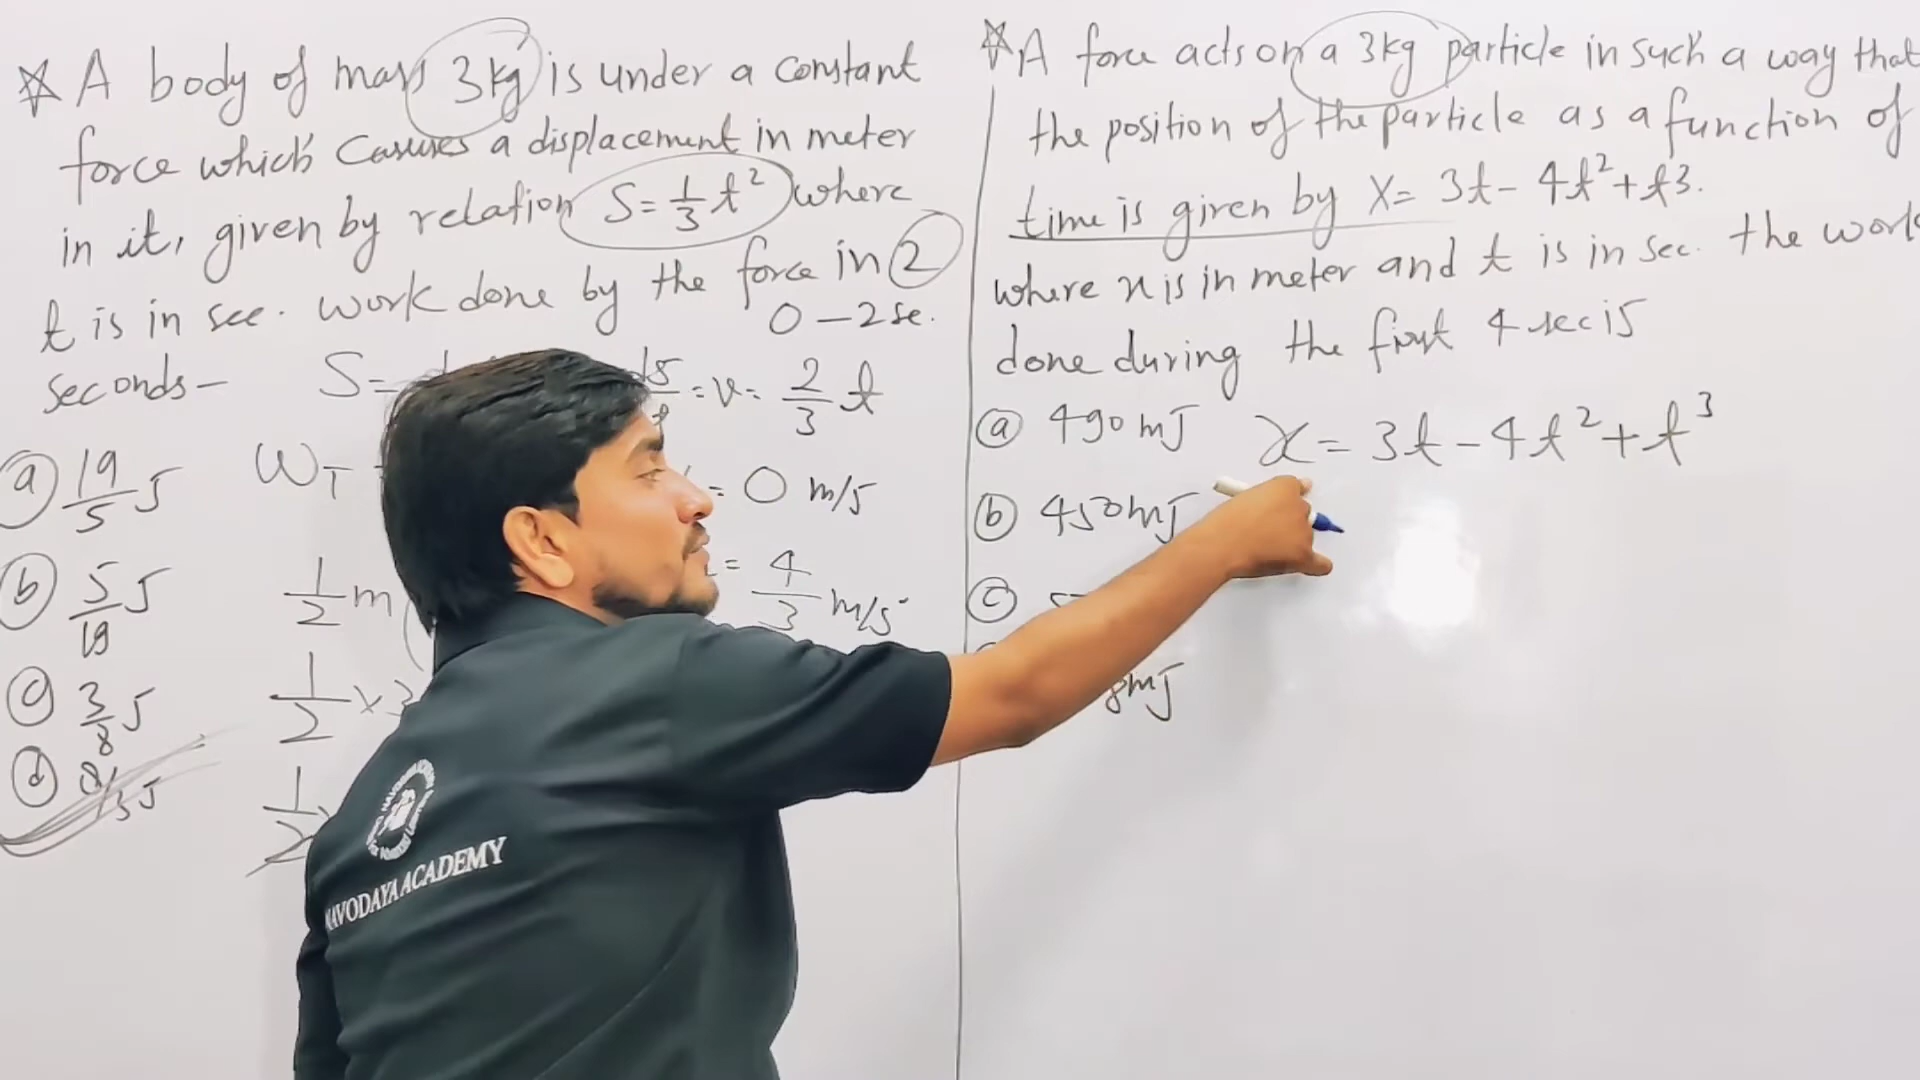 ☆ A body of mass 3kg is under a constant
force which causes a displacement in meter
in it, given by relation S = 1/3 t² where
t is in sec. work done by the force in 2
0 – 2 se.
seconds –
S =
= v = 2/3 t
(a) 19/5 J
W_T
= 0 m/s
(b) 5/19 J
1/2 m (
= 4/3 m/s
(c) 3/8 J
1/2 × 3
(d) 8/3 J
1/2
NAVODAYA ACADEMY
☆ A force acts on a 3kg particle in such a way that
the position of the particle as a function of
time is given by X = 3t - 4t² + t3.
where x is in meter and t is in sec. the work
done during the first 4 sec is
(a) 490 mJ
x = 3t - 4t² + t³
(b) 450 mJ
(c)
8mJ